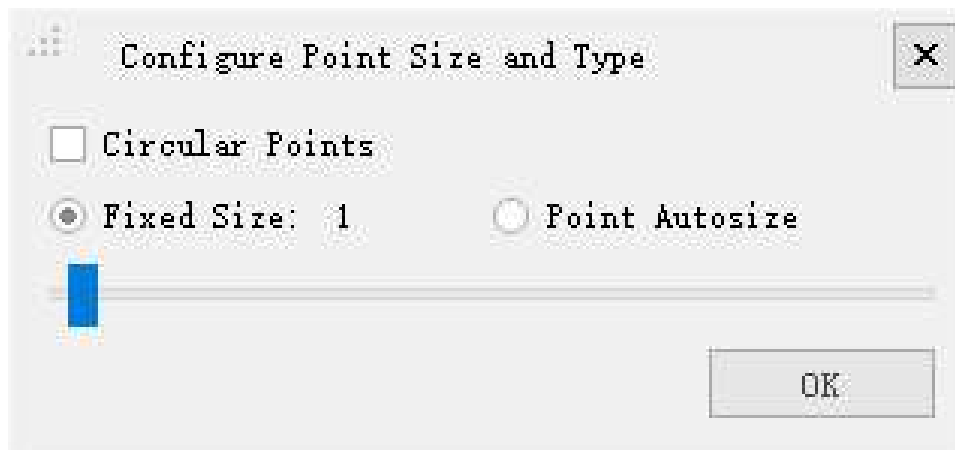 Configure Point Size and Type
Circular Points
Fixed Size: 1 Point Autosize
OK